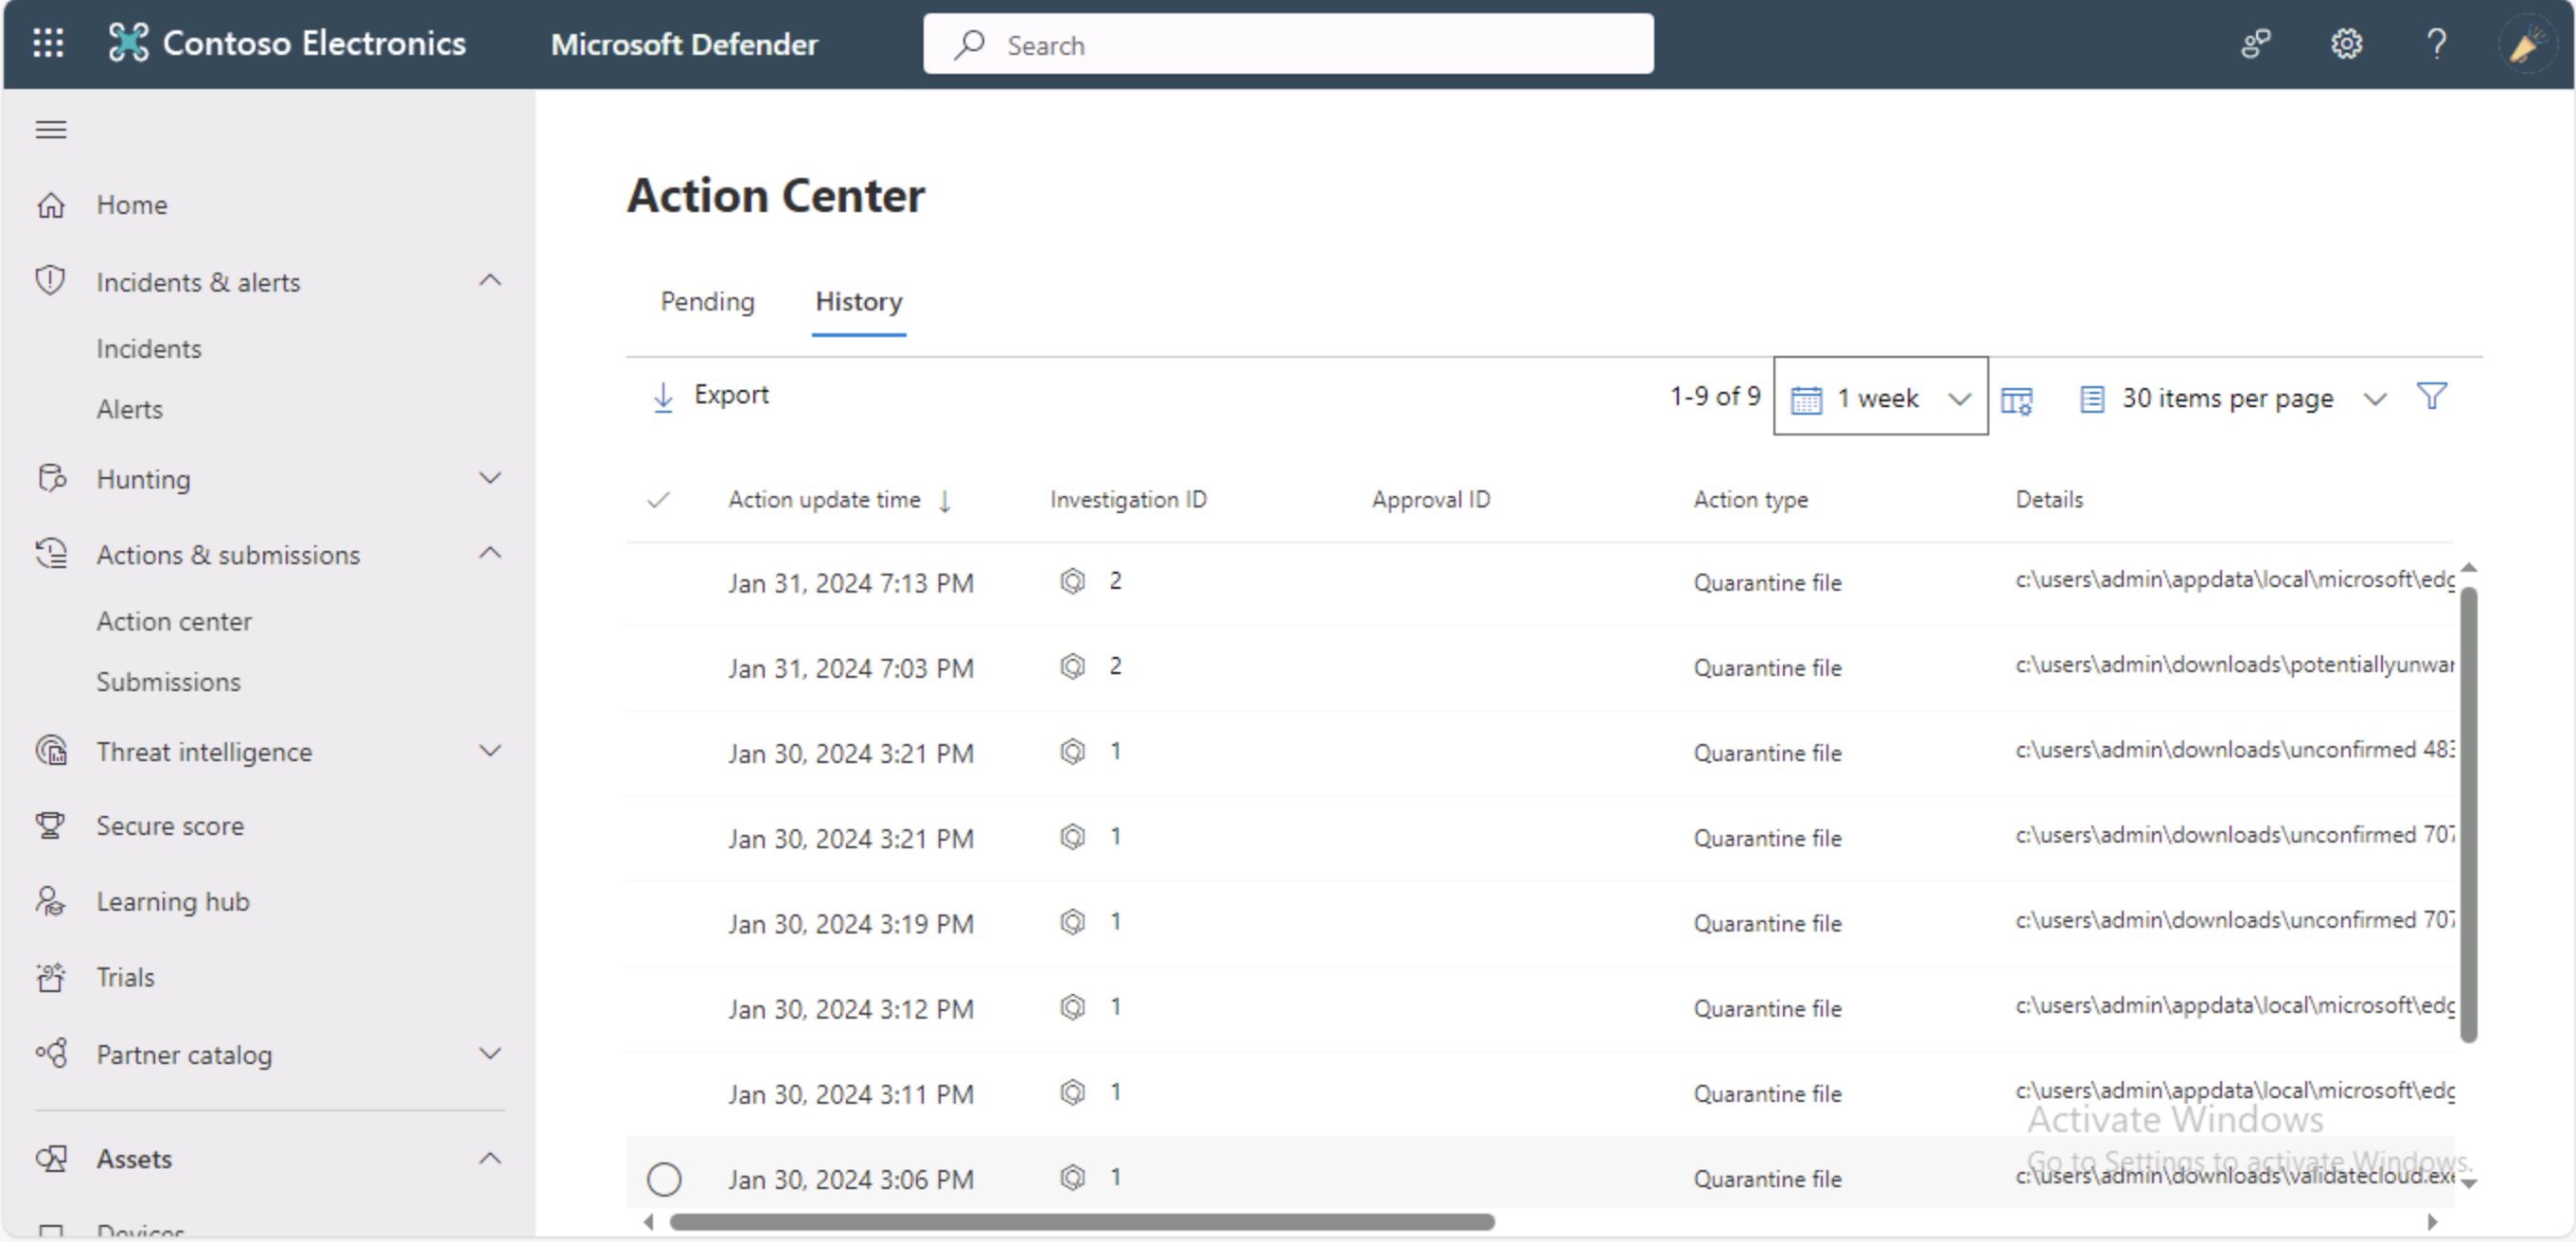 Contoso Electronics Microsoft Defender Search
Home
Incidents & alerts
Incidents
Alerts
Hunting
Actions & submissions
Action center
Submissions
Threat intelligence
Secure score
Learning hub
Trials
Partner catalog
Assets
Devices
Action Center
Pending History
Export 1-9 of 9 1 week 30 items per page
Action update time ↓ Investigation ID Approval ID Action type Details
Jan 31, 2024 7:13 PM 2 Quarantine file c:\users\admin\appdata\local\microsoft\edg
Jan 31, 2024 7:03 PM 2 Quarantine file c:\users\admin\downloads\potentiallyunwan
Jan 30, 2024 3:21 PM 1 Quarantine file c:\users\admin\downloads\unconfirmed 483
Jan 30, 2024 3:21 PM 1 Quarantine file c:\users\admin\downloads\unconfirmed 707
Jan 30, 2024 3:19 PM 1 Quarantine file c:\users\admin\downloads\unconfirmed 707
Jan 30, 2024 3:12 PM 1 Quarantine file c:\users\admin\appdata\local\microsoft\edg
Jan 30, 2024 3:11 PM 1 Quarantine file c:\users\admin\appdata\local\microsoft\edg
Jan 30, 2024 3:06 PM 1 Quarantine file c:\users\admin\downloads\validatecloud.exe
Activate Windows
Go to Settings to activate Windows.